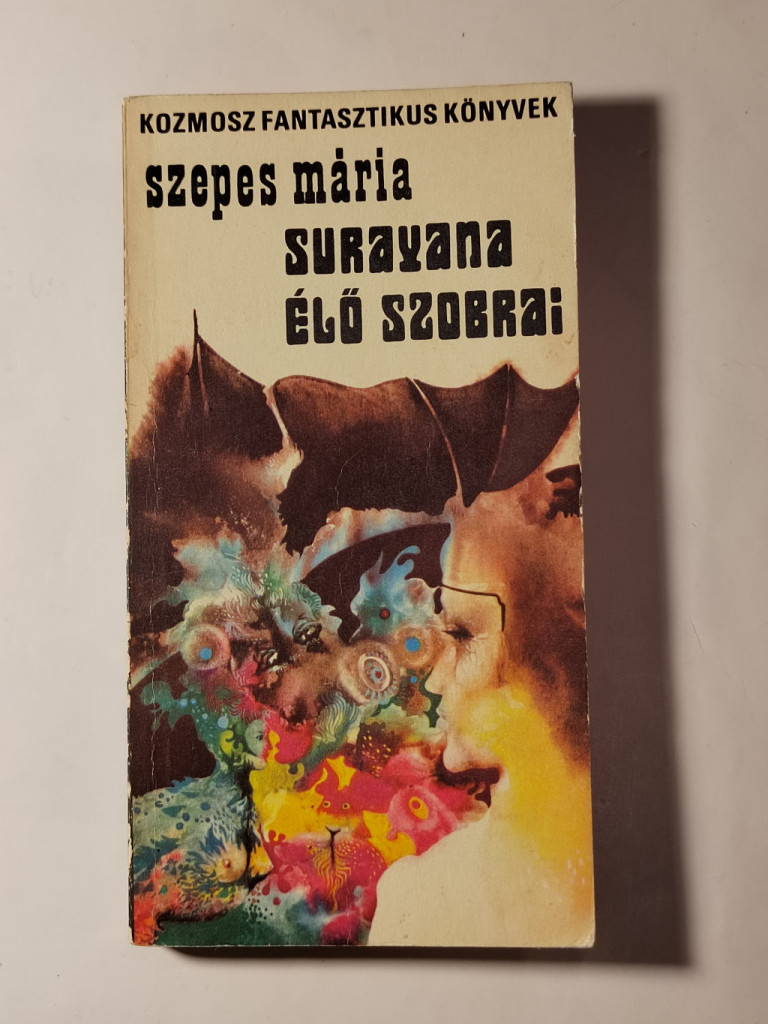 KOZMOSZ FANTASZTIKUS KÖNYVEK
szepes mária
SURAYANA
ÉLŐ SZOBRAI